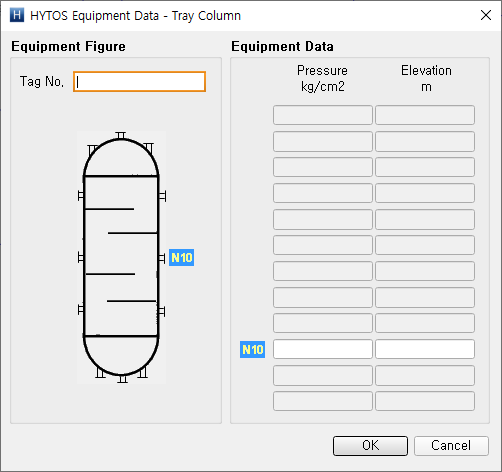 H HYTOS Equipment Data - Tray Column
Equipment Figure
Equipment Data
Tag No.
Pressure
kg/cm2
Elevation
m
N10
N10
OK
Cancel